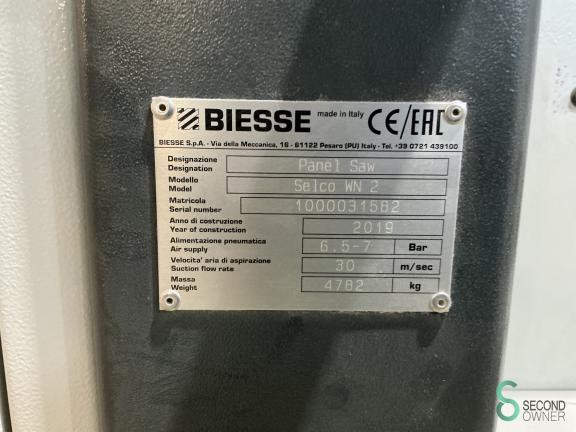 BIESSE made in Italy CE/EAC
BIESSE S.p.A. - Via della Meccanica, 16 - 61122 Pesaro (PU) Italy - Tel. +39 0721 439100
Designazione
Designation
Panel Saw
Modello
Model
Selco WN 2
Matricola
Serial number
1000031562
Anno di costruzione
Year of construction
2019
Alimentazione pneumatica
Air supply
6.5-7 Bar
Velocita' aria di aspirazione
Suction flow rate
30 m/sec
Massa
Weight
4782 kg
SECOND
OWNER